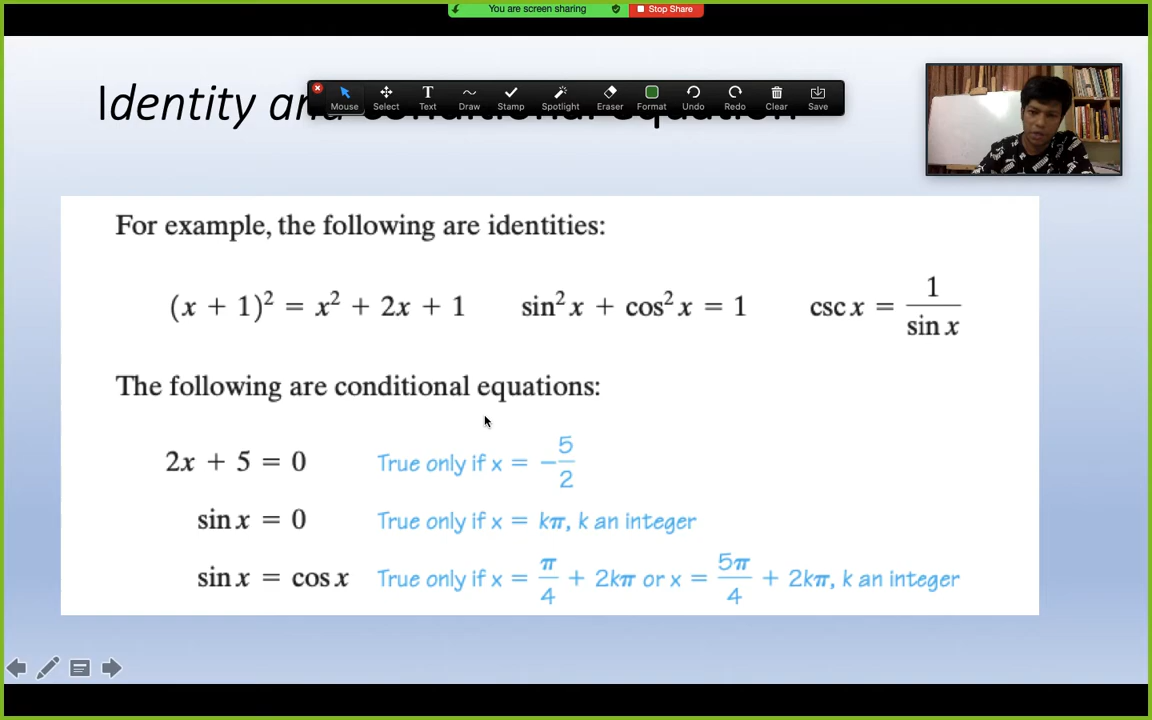 You are screen sharing Stop Share
Identity and conditional equation
Mouse Select Text Draw Stamp Spotlight Eraser Format Undo Redo Clear Save
For example, the following are identities:
(x + 1)² = x² + 2x + 1 sin² x + cos² x = 1 csc x = 1/sin x
The following are conditional equations:
2x + 5 = 0 True only if x = −5/2
sin x = 0 True only if x = kπ, k an integer
sin x = cos x True only if x = π/4 + 2kπ or x = 5π/4 + 2kπ, k an integer